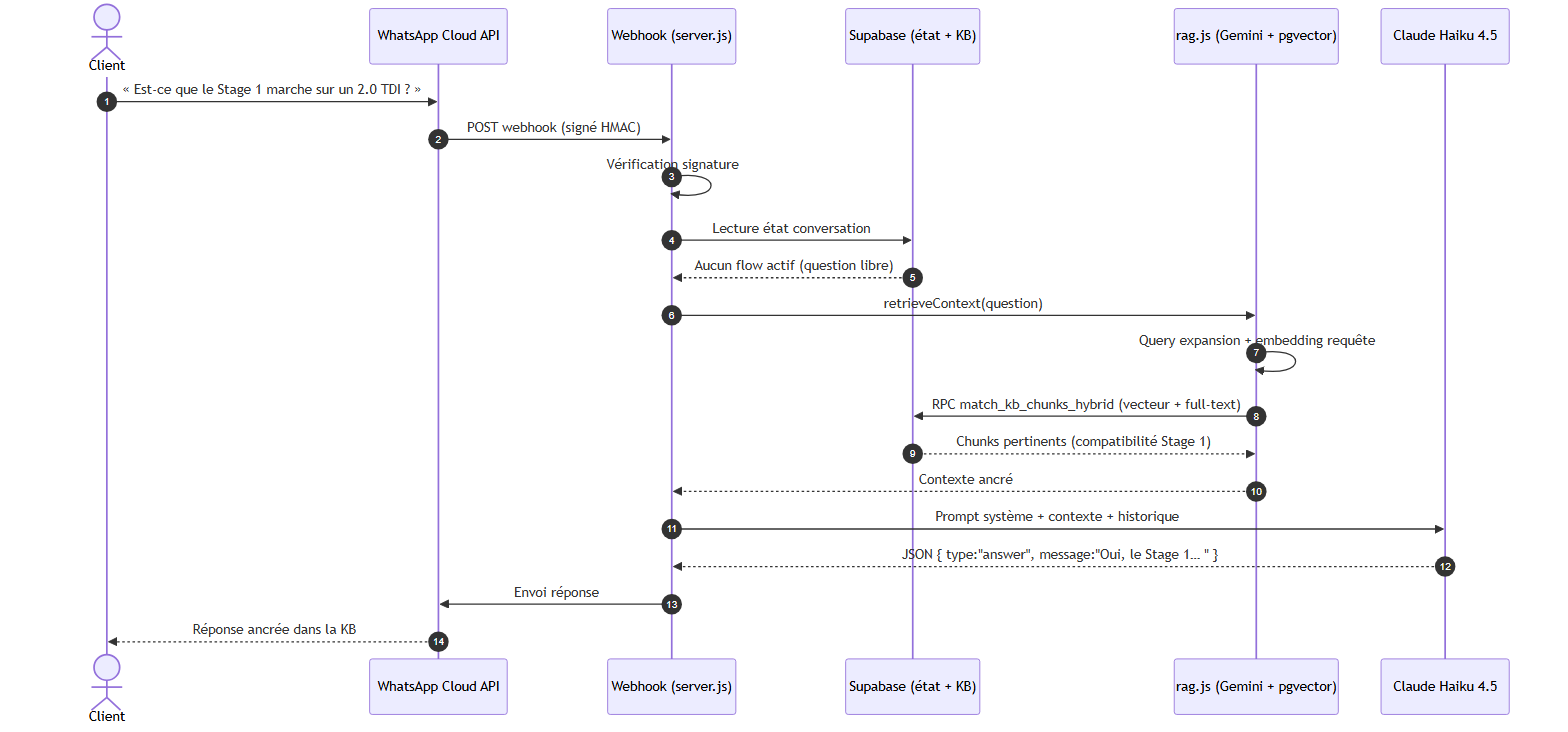 WhatsApp Cloud API
Webhook (server.js)
Supabase (état + KB)
rag.js (Gemini + pgvector)
Claude Haiku 4.5
Client
1
« Est-ce que le Stage 1 marche sur un 2.0 TDI ? »
2
POST webhook (signé HMAC)
Vérification signature
3
4
Lecture état conversation
Aucun flow actif (question libre)
5
6
retrieveContext(question)
Query expansion + embedding requête
7
RPC match_kb_chunks_hybrid (vecteur + full-text)
8
9
Chunks pertinents (compatibilité Stage 1)
Contexte ancré
10
11
Prompt système + contexte + historique
JSON { type:"answer", message:"Oui, le Stage 1… " }
12
Envoi réponse
13
Réponse ancrée dans la KB
14
WhatsApp Cloud API
Webhook (server.js)
Supabase (état + KB)
rag.js (Gemini + pgvector)
Claude Haiku 4.5
Client